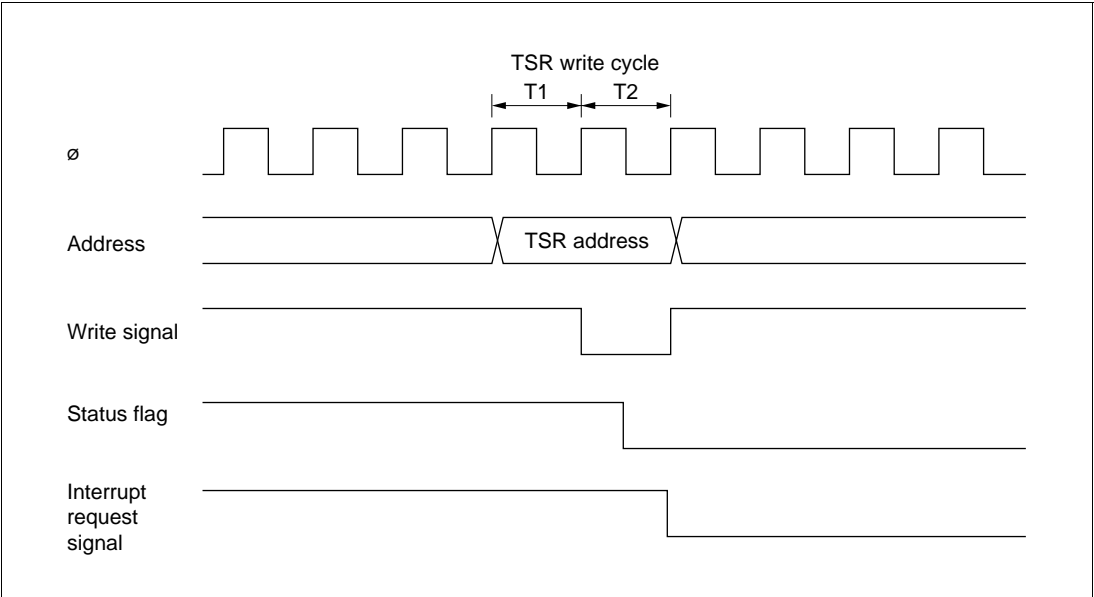 TSR write cycle
T1 T2
ø
Address
TSR address
Write signal
Status flag
Interrupt
request
signal